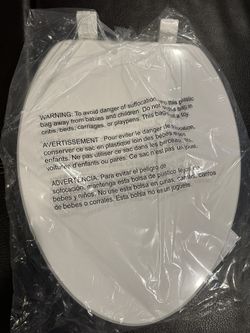 WARNING: To avoid danger of suffocation, keep this plastic
bag away from babies and children. Do not use this bag in
cribs, beds, carriages, or playpens. This bag is not a toy.
AVERTISSEMENT: Pour éviter le danger de suffocation,
conserver ce sac en plastique loin des bébés et des
enfants. Ne pas utiliser ce sac dans les berceaux, lits,
voitures d'enfants ou parcs. Ce sac n'est pas un jouet.
ADVERTENCIA: Para evitar el peligro de
sofocación, mantenga esta bolsa de plástico lejos de
bebés y niños. No use esta bolsa en cunas, camas, carros
de bebés o corrales. Esta bolsa no es un juguete.